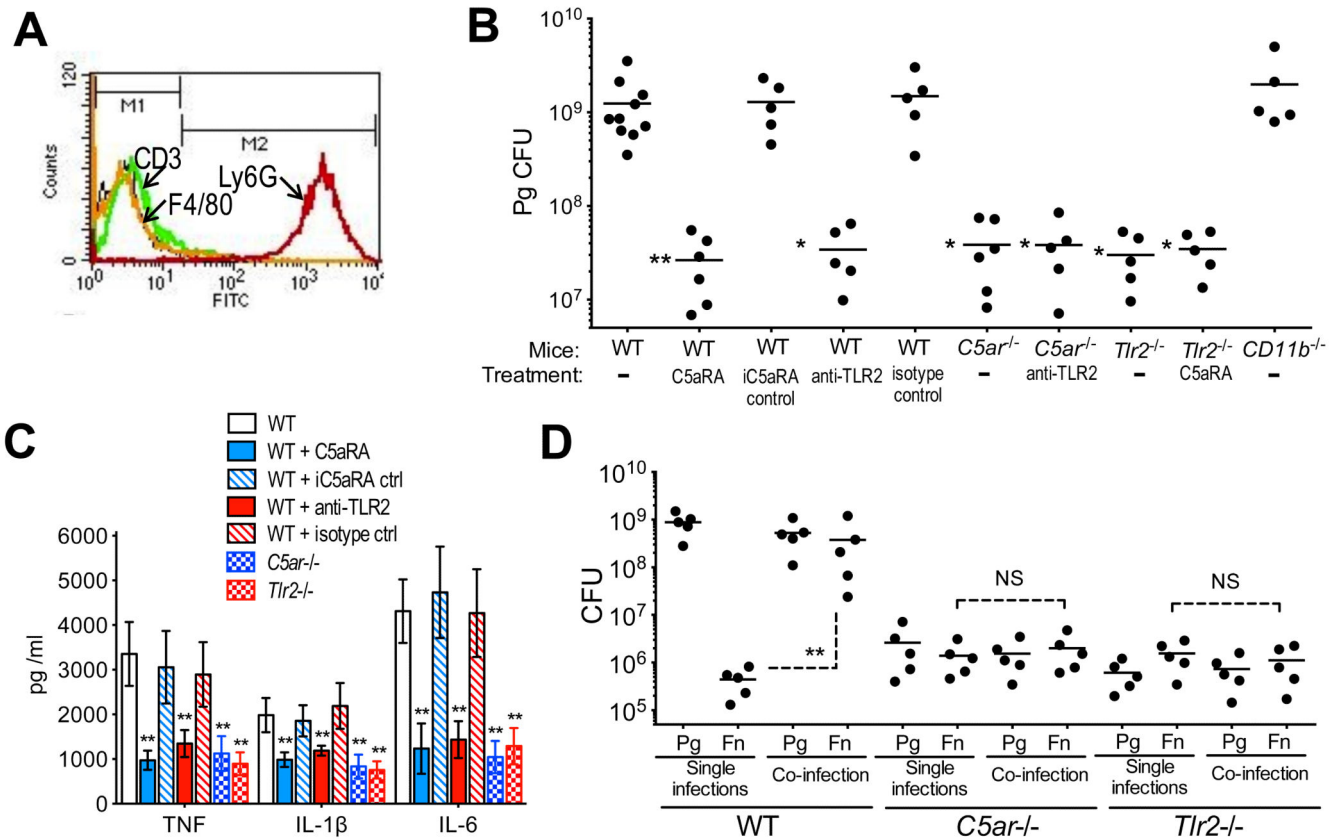 A
120
M1
M2
CD3
F4/80
Ly6G
Counts
0
10⁰ 10¹ 10² 10³ 10⁴
FITC
B
Pg CFU
10¹⁰
10⁹
10⁸
10⁷
** * * * * *
Mice: WT WT WT WT WT C5ar⁻/⁻ C5ar⁻/⁻ Tlr2⁻/⁻ Tlr2⁻/⁻ CD11b⁻/⁻
Treatment: – C5aRA iC5aRA anti-TLR2 isotype – anti-TLR2 – C5aRA –
control control
C
WT
WT + C5aRA
WT + iC5aRA ctrl
WT + anti-TLR2
WT + isotype ctrl
C5ar-/-
Tlr2-/-
pg /ml
6000
5000
4000
3000
2000
1000
0
** ** ** ** ** ** ** ** ** ** ** **
TNF IL-1β IL-6
D
CFU
10¹⁰
10⁹
10⁸
10⁷
10⁶
10⁵
**
NS NS
Pg Fn Pg Fn Pg Fn Pg Fn Pg Fn Pg Fn
Single infections Co-infection Single infections Co-infection Single infections Co-infection
WT C5ar-/- Tlr2-/-